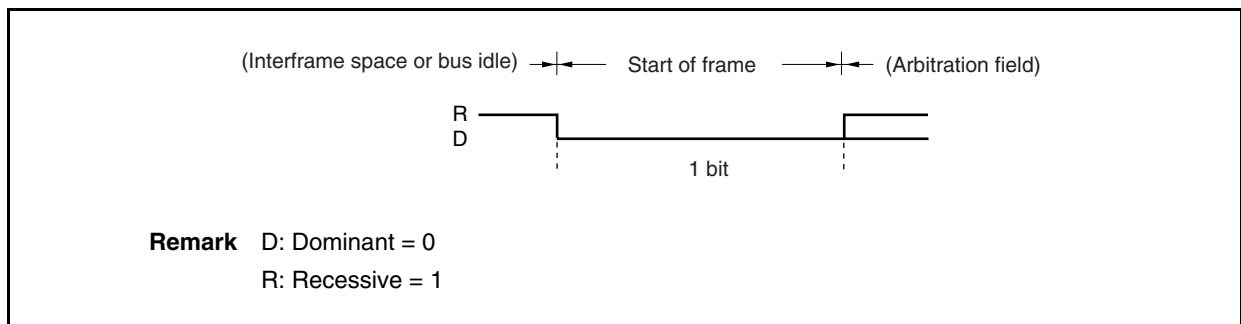 (Interframe space or bus idle) Start of frame (Arbitration field)
R
D
1 bit
Remark D: Dominant = 0
R: Recessive = 1